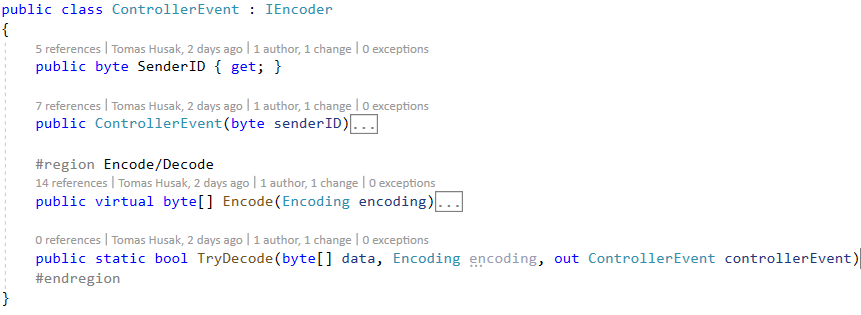 public class ControllerEvent : IEncoder
{
5 references | Tomas Husak, 2 days ago | 1 author, 1 change | 0 exceptions
public byte SenderID { get; }
7 references | Tomas Husak, 2 days ago | 1 author, 1 change | 0 exceptions
public ControllerEvent(byte senderID)...
#region Encode/Decode
14 references | Tomas Husak, 2 days ago | 1 author, 1 change | 0 exceptions
public virtual byte[] Encode(Encoding encoding)...
0 references | Tomas Husak, 2 days ago | 1 author, 1 change | 0 exceptions
public static bool TryDecode(byte[] data, Encoding encoding, out ControllerEvent controllerEvent)
#endregion
}